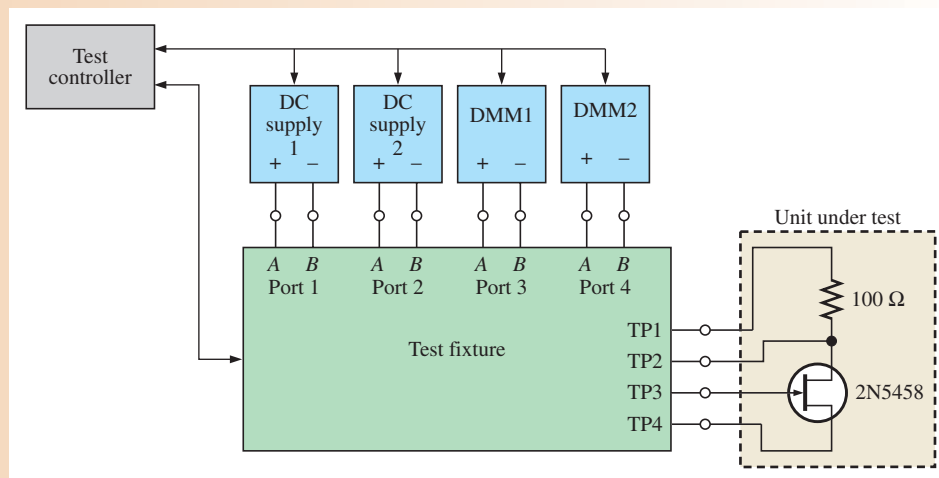 Test
controller
DC
supply
1
+ −
DC
supply
2
+ −
DMM1
+ −
DMM2
+ −
A B
Port 1
A B
Port 2
A B
Port 3
A B
Port 4
Test fixture
TP1
TP2
TP3
TP4
Unit under test
100 Ω
2N5458